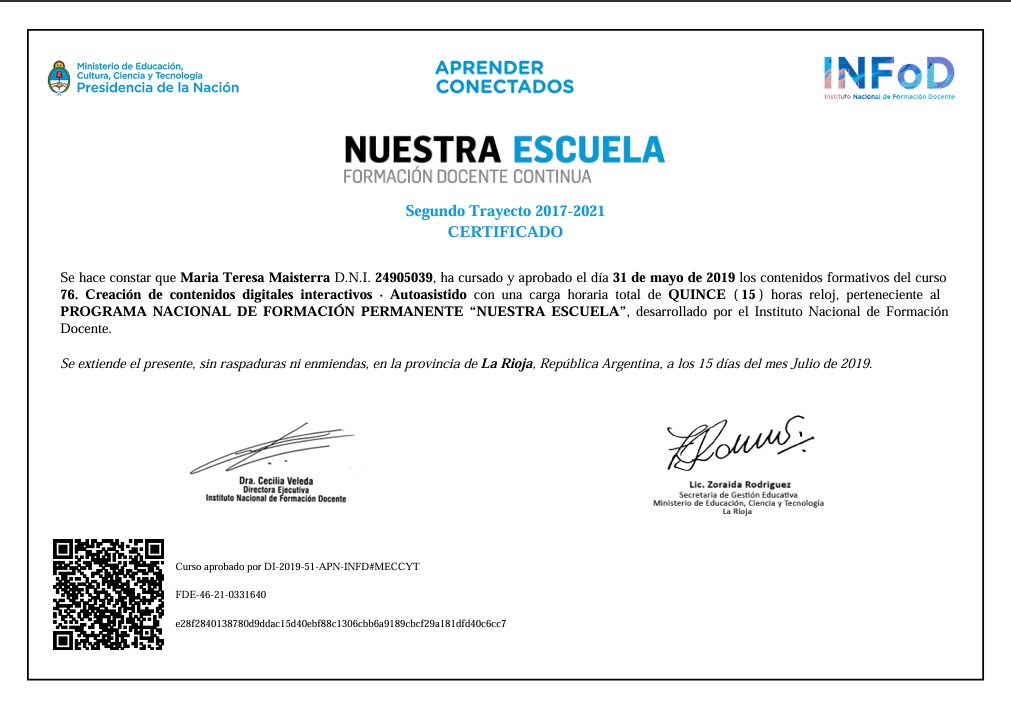 Ministerio de Educación,
Cultura, Ciencia y Tecnología
Presidencia de la Nación
APRENDER
CONECTADOS
INFoD
Instituto Nacional de Formación Docente
NUESTRA ESCUELA
FORMACIÓN DOCENTE CONTINUA
Segundo Trayecto 2017-2021
CERTIFICADO
Se hace constar que Maria Teresa Maisterra D.N.I. 24905039, ha cursado y aprobado el día 31 de mayo de 2019 los contenidos formativos del curso
76. Creación de contenidos digitales interactivos · Autoasistido con una carga horaria total de QUINCE ( 15 ) horas reloj, perteneciente al
PROGRAMA NACIONAL DE FORMACIÓN PERMANENTE “NUESTRA ESCUELA”, desarrollado por el Instituto Nacional de Formación
Docente.
Se extiende el presente, sin raspaduras ni enmiendas, en la provincia de La Rioja, República Argentina, a los 15 días del mes Julio de 2019.
Dra. Cecilia Veleda
Directora Ejecutiva
Instituto Nacional de Formación Docente
Lic. Zoraida Rodriguez
Secretaria de Gestión Educativa
Ministerio de Educación, Ciencia y Tecnología
La Rioja
Curso aprobado por DI-2019-51-APN-INFD#MECCYT
FDE-46-21-0331640
e28f2840138780d9ddac15d40ebf88c1306cbb6a9189cbcf29a181dfd40c6cc7